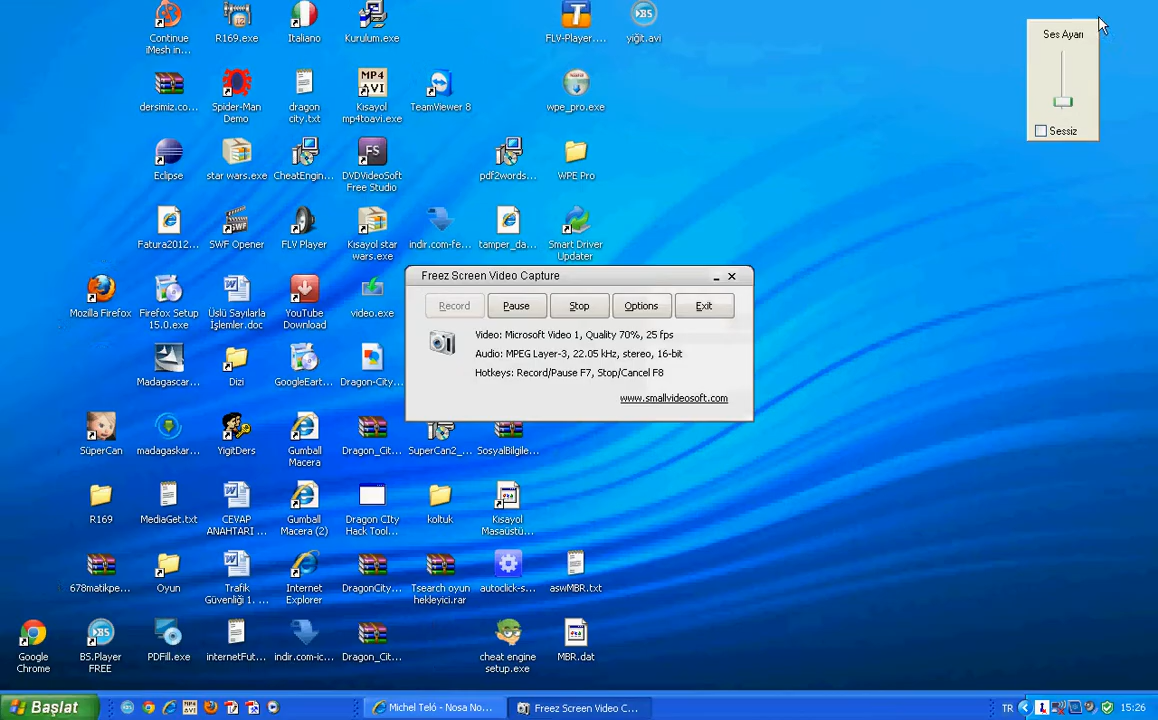 Continue iMesh in...
R169.exe
Italiano
Kurulum.exe
FLV-Player....
yiğit.avi
Ses Ayarı
Sessiz
dersimiz.co...
Spider-Man Demo
dragon city.txt
MP4 AVI
Kısayol mp4toavi.exe
TeamViewer 8
wpe_pro.exe
Eclipse
star wars.exe
CheatEngin...
FS
DVDVideoSoft Free Studio
pdf2words...
WPE Pro
Fatura2012...
SWF Opener
FLV Player
Kısayol star wars.exe
indir.com-fe...
tamper_da...
Smart Driver Updater
Mozilla Firefox
Firefox Setup 15.0.exe
Üslü Sayılarla İşlemler.doc
YouTube Download
video.exe
Freez Screen Video Capture
Record Pause Stop Options Exit
Video: Microsoft Video 1, Quality 70%, 25 fps
Audio: MPEG Layer-3, 22.05 kHz, stereo, 16-bit
Hotkeys: Record/Pause F7, Stop/Cancel F8
www.smallvideosoft.com
Madagascar...
Dizi
GoogleEart...
Dragon-City...
SüperCan
madagaskar...
YigitDers
Gumball Macera
Dragon_Cit...
SuperCan2_...
SosyalBilgile...
R169
MediaGet.txt
CEVAP ANAHTARI ...
Gumball Macera (2)
Dragon CIty Hack Tool...
koltuk
Kısayol Masaüstü...
678matikpe...
Oyun
Trafik Güvenliği 1. ...
Internet Explorer
DragonCity...
Tsearch oyun hekleyici.rar
autoclick-s...
aswMBR.txt
Google Chrome
BS.Player FREE
PDFill.exe
internetFut...
indir.com-ic...
Dragon_Cit...
cheat engine setup.exe
MBR.dat
Başlat
Michel Teló - Nosa No...
Freez Screen Video C...
TR
15:26